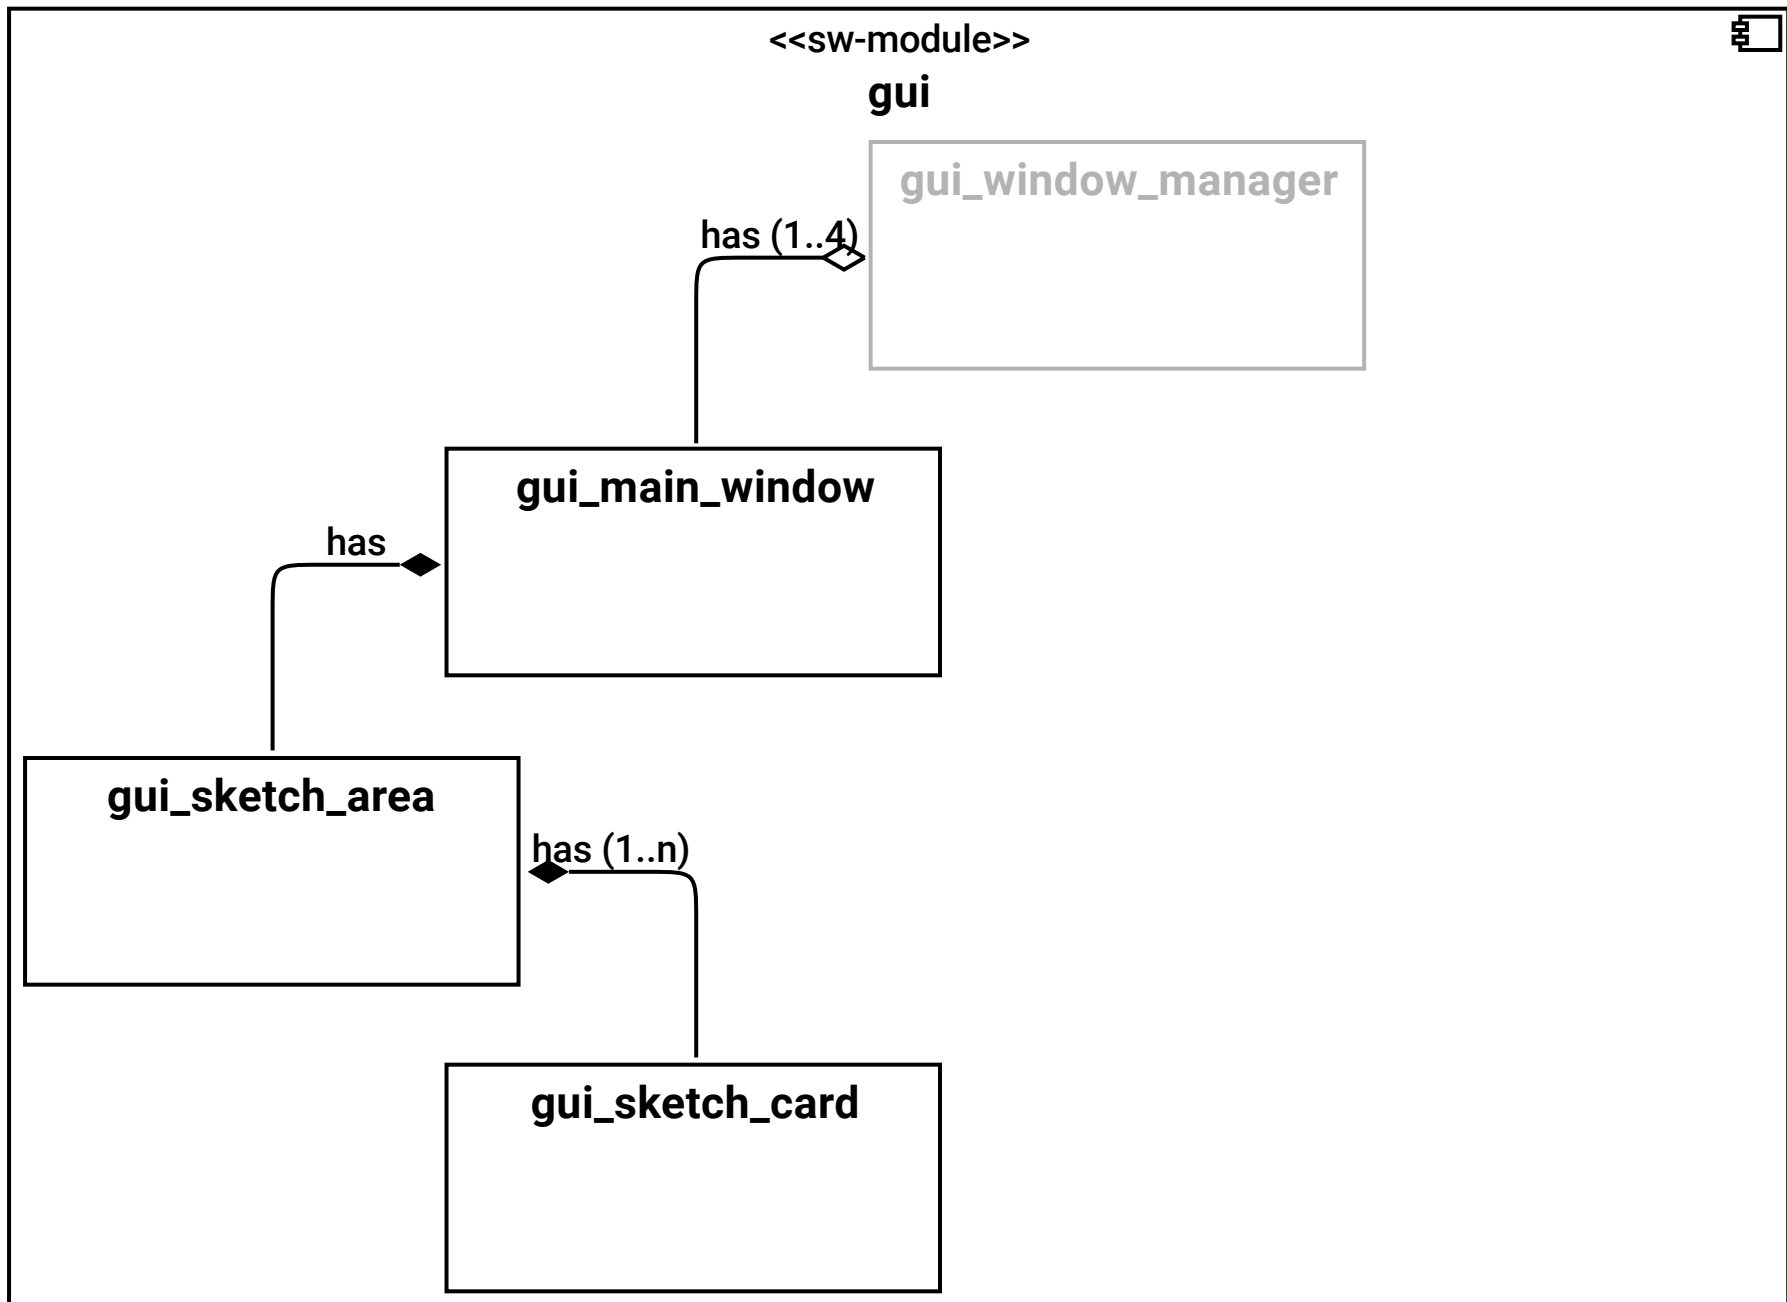 <<sw-module>>
gui
gui_window_manager
has (1..4)
gui_main_window
has
gui_sketch_area
has (1..n)
gui_sketch_card